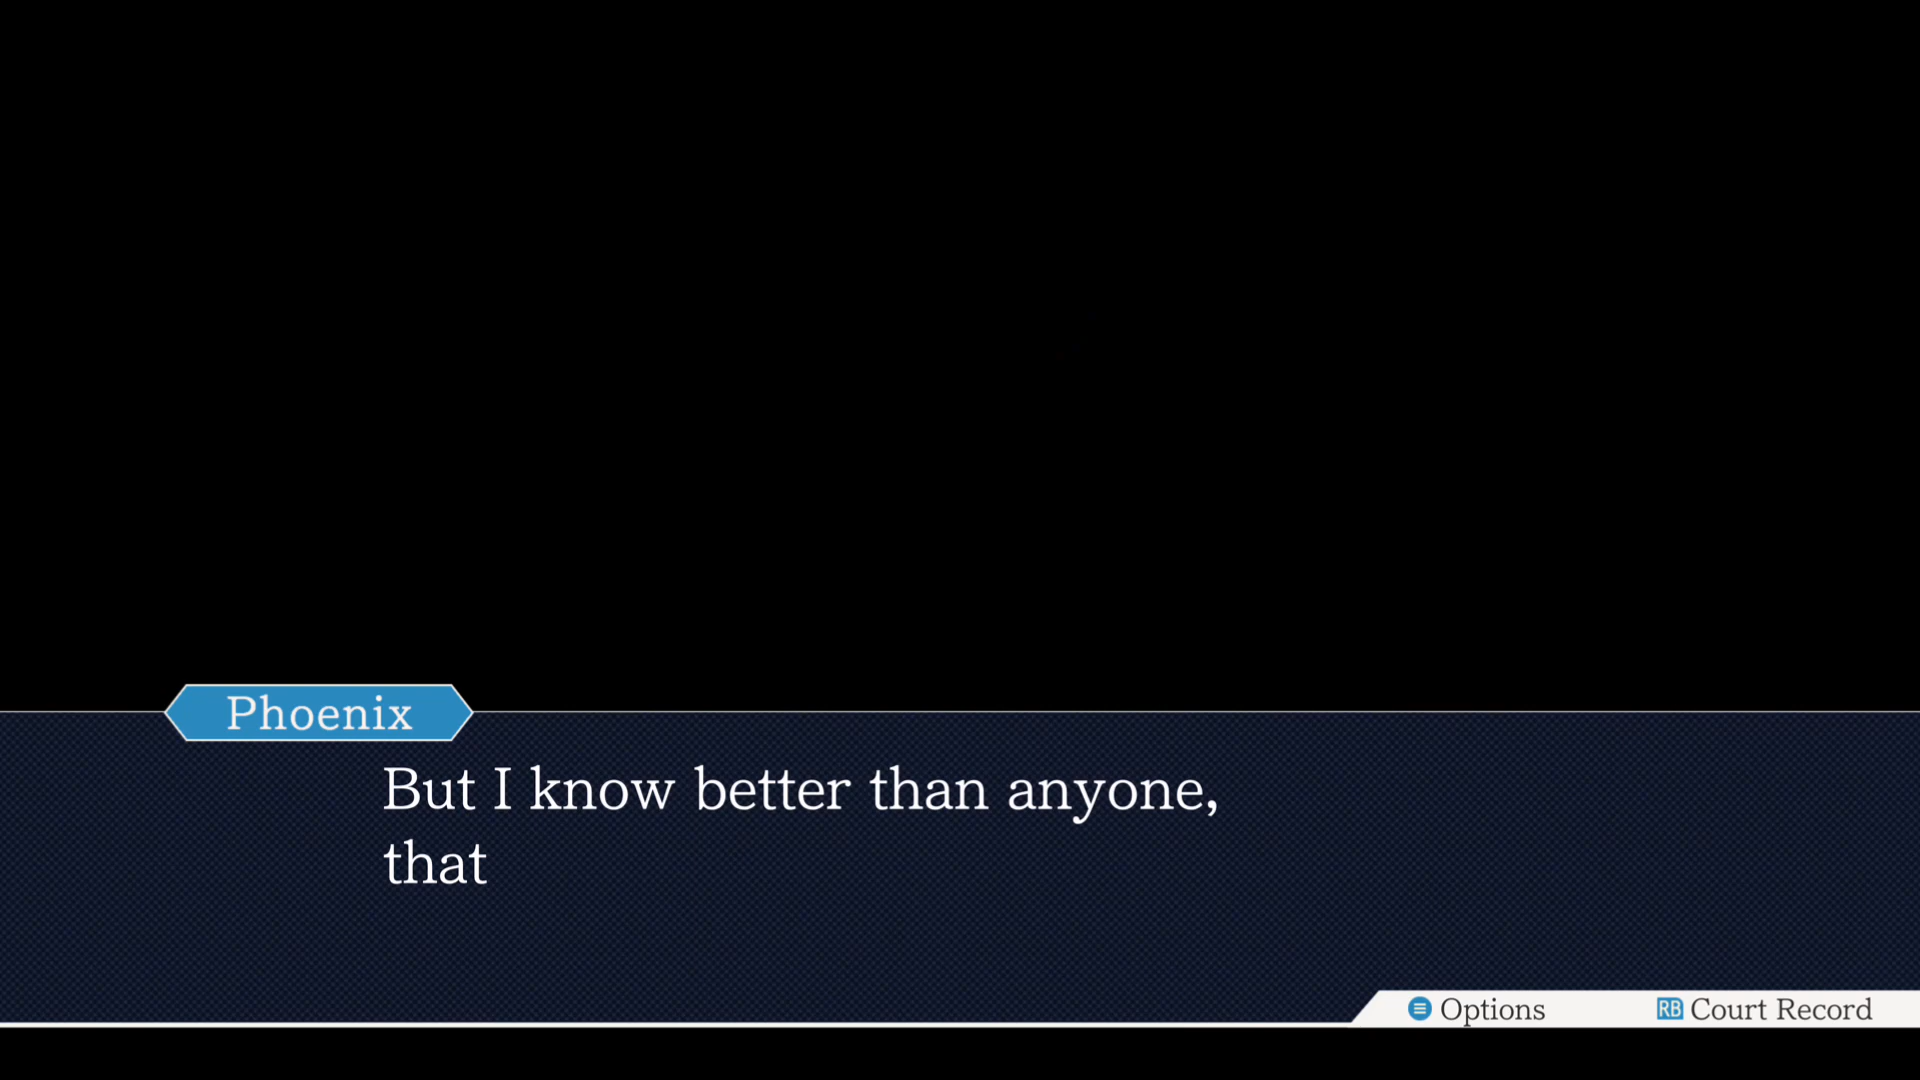 Phoenix
But I know better than anyone,
that
Options
RB Court Record